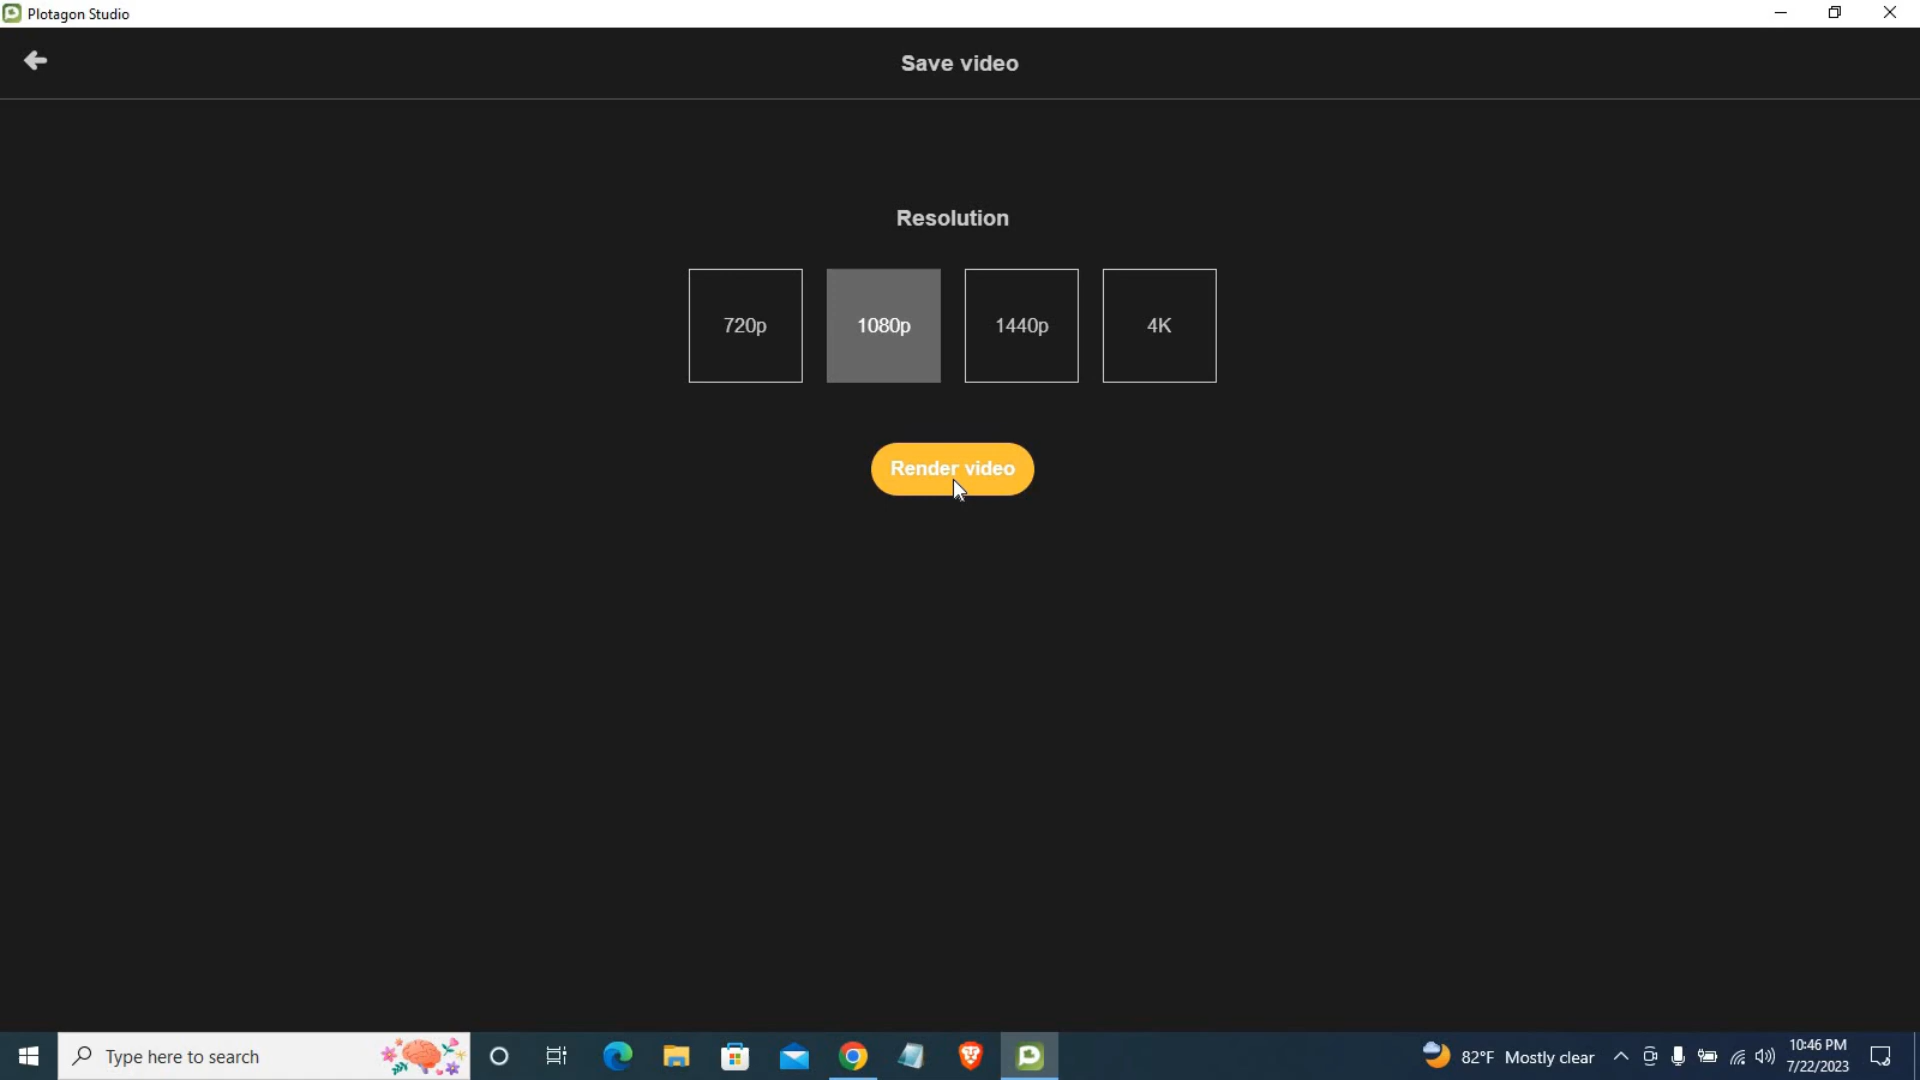 Plotagon Studio
Save video
Resolution
720p
1080p
1440p
4K
Render video
Type here to search
82°F Mostly clear
10:46 PM
7/22/2023